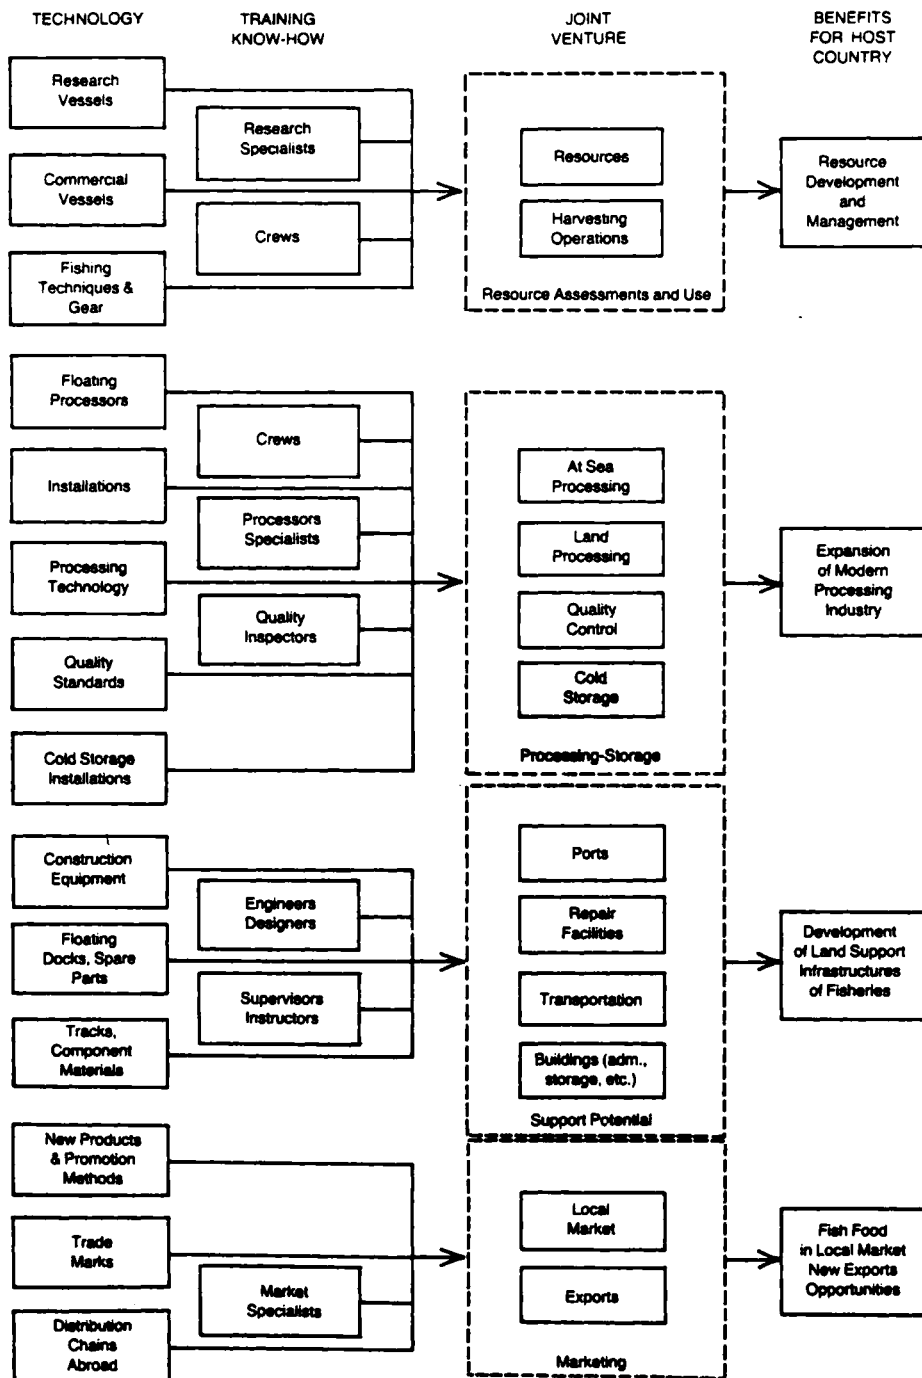 TECHNOLOGY
TRAINING
KNOW-HOW
JOINT
VENTURE
BENEFITS
FOR HOST
COUNTRY
Research
Vessels
Research
Specialists
Commercial
Vessels
Crews
Fishing
Techniques &
Gear
Resources
Harvesting
Operations
Resource Assessments and Use
Resource
Development
and
Management
Floating
Processors
Crews
Installations
Processors
Specialists
Processing
Technology
Quality
Inspectors
Quality
Standards
Cold Storage
Installations
At Sea
Processing
Land
Processing
Quality
Control
Cold
Storage
Processing-Storage
Expansion
of Modern
Processing
Industry
Construction
Equipment
Engineers
Designers
Floating
Docks, Spare
Parts
Supervisors
Instructors
Tracks,
Component
Materials
Ports
Repair
Facilities
Transportation
Buildings (adm.,
storage, etc.)
Support Potential
Development
of Land Support
Infrastructures
of Fisheries
New Products
& Promotion
Methods
Trade
Marks
Market
Specialists
Distribution
Chains
Abroad
Local
Market
Exports
Marketing
Fish Food
in Local Market
New Exports
Opportunities